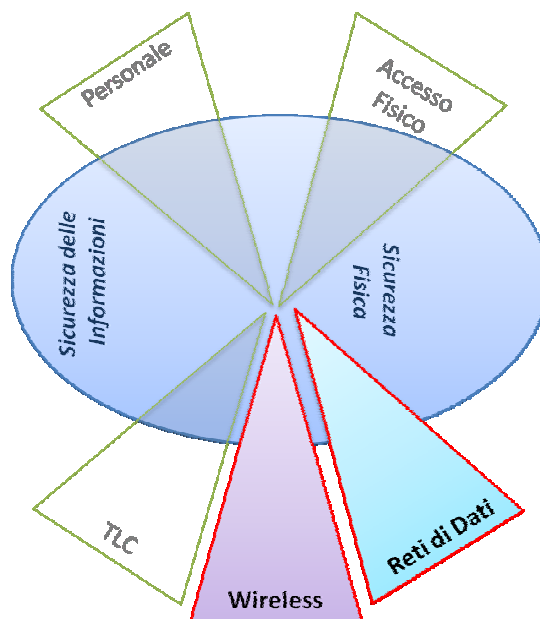 Personale
Accesso
Fisico
Sicurezza delle
Informazioni
Sicurezza
Fisica
TLC
Wireless
Reti di Dati